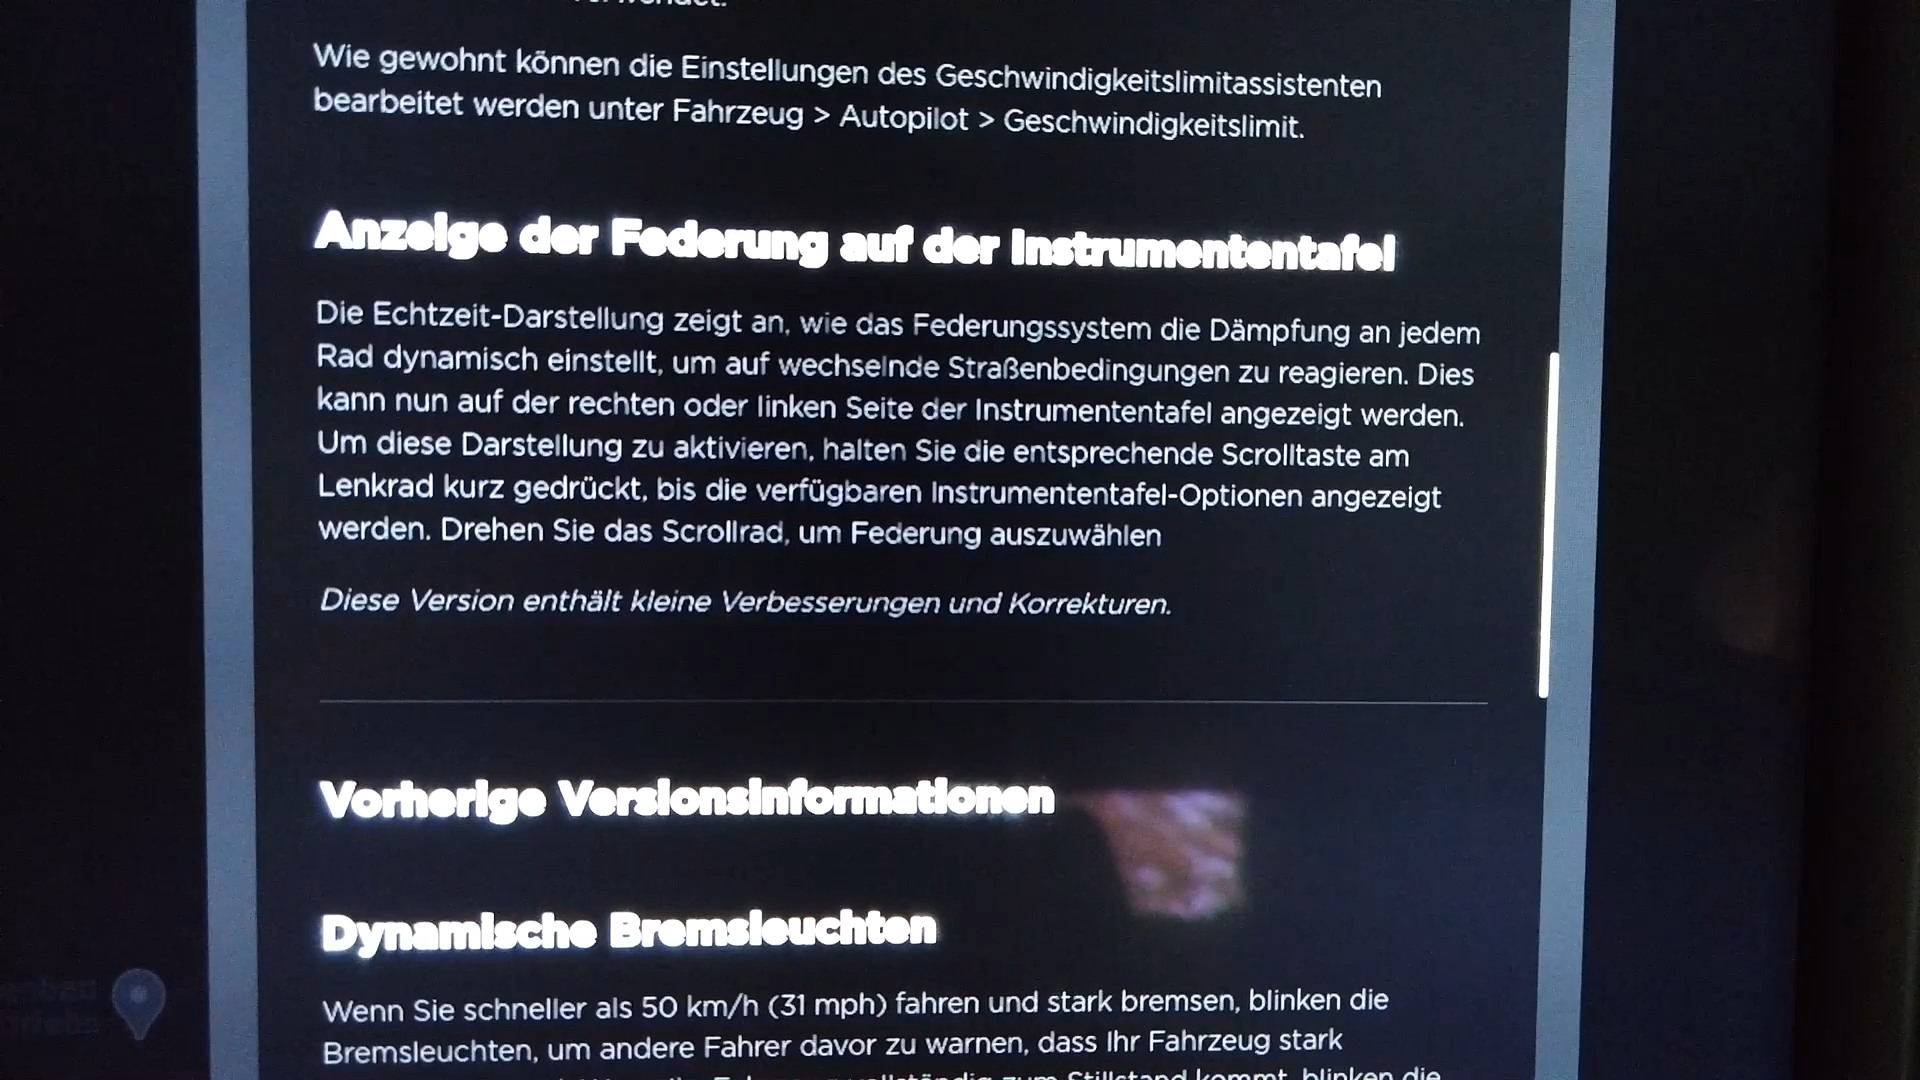 Wie gewohnt können die Einstellungen des Geschwindigkeitslimitassistenten
bearbeitet werden unter Fahrzeug > Autopilot > Geschwindigkeitslimit.
Anzeige der Federung auf der Instrumententafel
Die Echtzeit-Darstellung zeigt an, wie das Federungssystem die Dämpfung an jedem
Rad dynamisch einstellt, um auf wechselnde Straßenbedingungen zu reagieren. Dies
kann nun auf der rechten oder linken Seite der Instrumententafel angezeigt werden.
Um diese Darstellung zu aktivieren, halten Sie die entsprechende Scrolltaste am
Lenkrad kurz gedrückt, bis die verfügbaren Instrumententafel-Optionen angezeigt
werden. Drehen Sie das Scrollrad, um Federung auszuwählen
Diese Version enthält kleine Verbesserungen und Korrekturen.
Vorherige Versionsinformationen
Dynamische Bremsleuchten
Wenn Sie schneller als 50 km/h (31 mph) fahren und stark bremsen, blinken die
Bremsleuchten, um andere Fahrer davor zu warnen, dass Ihr Fahrzeug stark
vollständig zum Stillstand kommt, blinken die